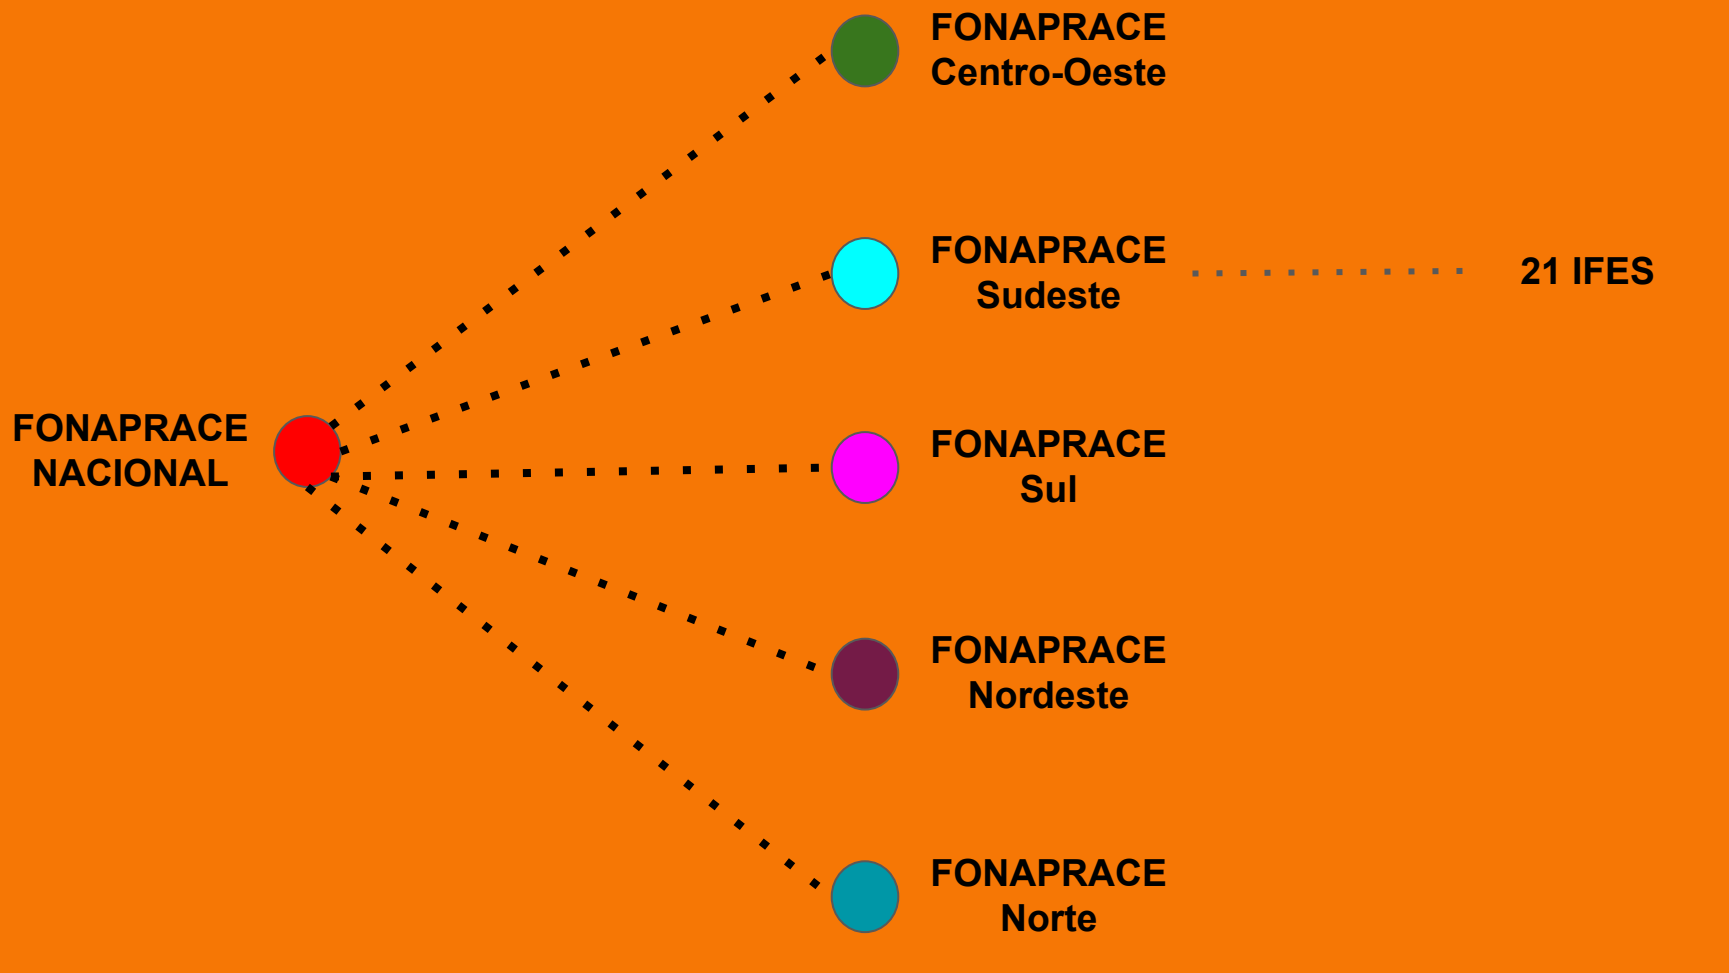 FONAPRACE
Centro-Oeste
FONAPRACE
Sudeste
21 IFES
FONAPRACE
NACIONAL
FONAPRACE
Sul
FONAPRACE
Nordeste
FONAPRACE
Norte